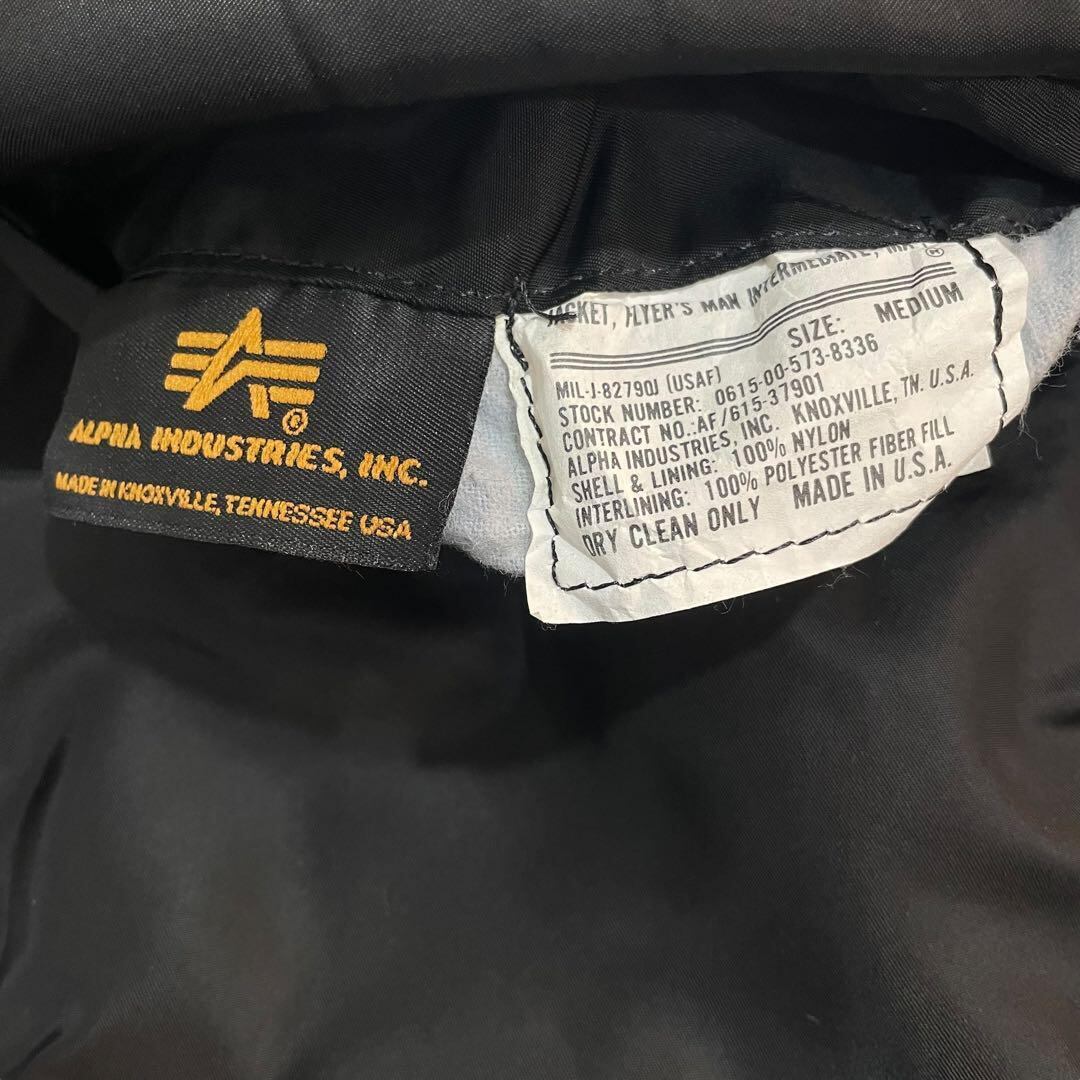 ®
ALPHA INDUSTRIES, INC.
MADE IN KNOXVILLE, TENNESSEE USA
JACKET, FLYER'S MAN INTERMEDIATE,
®
SIZE: MEDIUM
MIL-J-8279OJ (USAF)
STOCK NUMBER: 0615-00-573-8336
CONTRACT NO.:AF/615-37901
ALPHA INDUSTRIES, INC. KNOXVILLE, TN. U.S.A.
SHELL & LINING: 100% NYLON
INTERLINING: 100% POLYESTER FIBER FILL
DRY CLEAN ONLY MADE IN U.S.A.